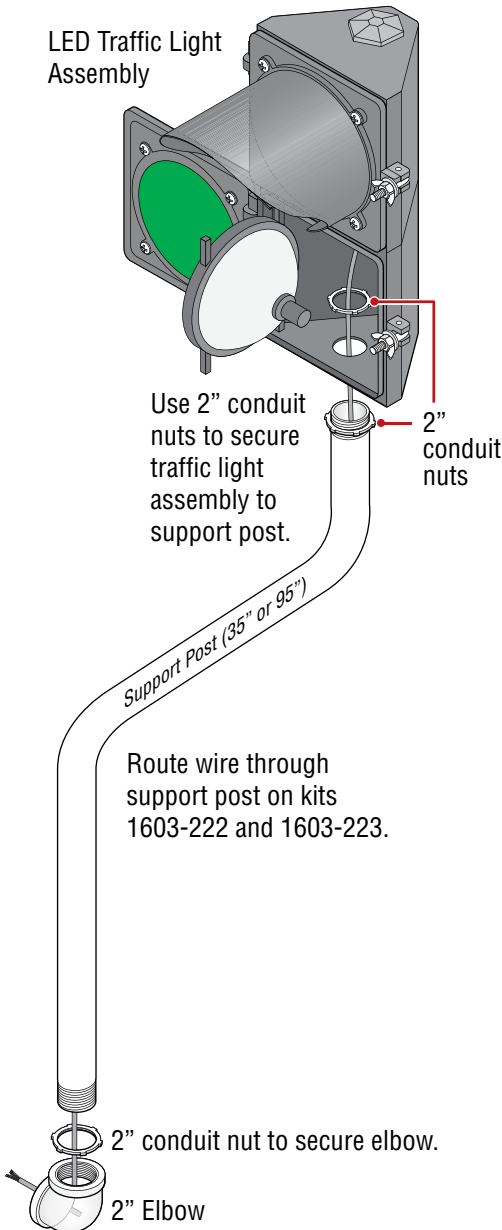 LED Traffic Light
Assembly
Use 2” conduit
nuts to secure
traffic light
assembly to
support post.
2”
conduit
nuts
Support Post (35” or 95”)
Route wire through
support post on kits
1603-222 and 1603-223.
2” conduit nut to secure elbow.
2” Elbow